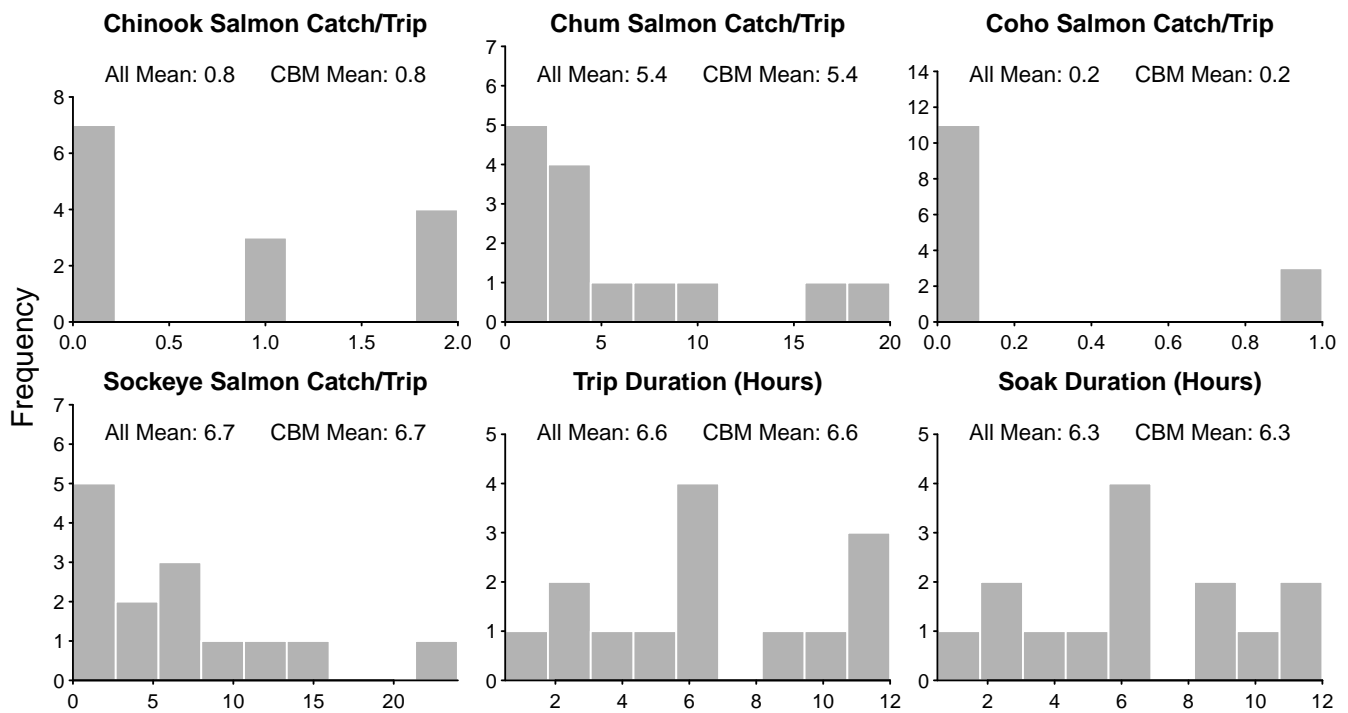 Chinook Salmon Catch/Trip
All Mean: 0.8 CBM Mean: 0.8
8
6
4
2
0
0.0 0.5 1.0 1.5 2.0
Chum Salmon Catch/Trip
All Mean: 5.4 CBM Mean: 5.4
7
6
5
4
3
2
1
0
0 5 10 15 20
Coho Salmon Catch/Trip
All Mean: 0.2 CBM Mean: 0.2
14
12
10
8
6
4
2
0
0.0 0.2 0.4 0.6 0.8 1.0
Frequency
Sockeye Salmon Catch/Trip
All Mean: 6.7 CBM Mean: 6.7
7
6
5
4
3
2
1
0
0 5 10 15 20
Trip Duration (Hours)
All Mean: 6.6 CBM Mean: 6.6
5
4
3
2
1
0
2 4 6 8 10 12
Soak Duration (Hours)
All Mean: 6.3 CBM Mean: 6.3
5
4
3
2
1
0
2 4 6 8 10 12